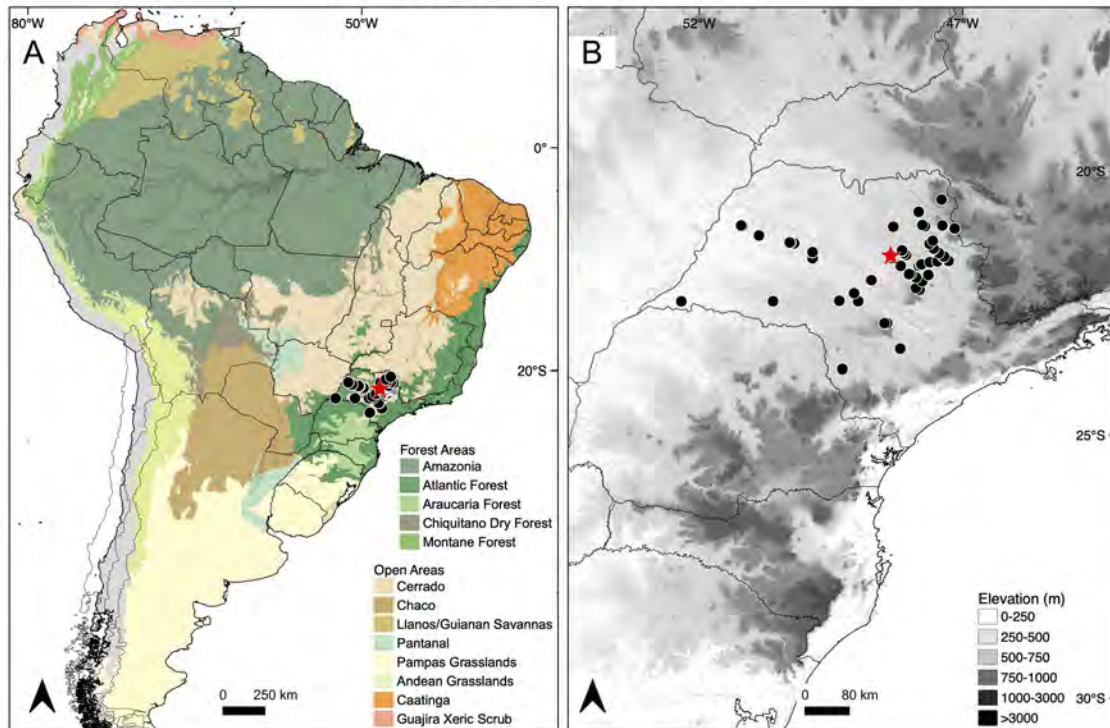 A
80°W
50°W
0°
20°S
Forest Areas
Amazonia
Atlantic Forest
Araucaria Forest
Chiquitano Dry Forest
Montane Forest
Open Areas
Cerrado
Chaco
Llanos/Guianan Savannas
Pantanal
Pampas Grasslands
Andean Grasslands
Caatinga
Guajira Xeric Scrub
0 250 km
B
52°W
47°W
20°S
25°S
30°S
Elevation (m)
0-250
250-500
500-750
750-1000
1000-3000
>3000
0 80 km